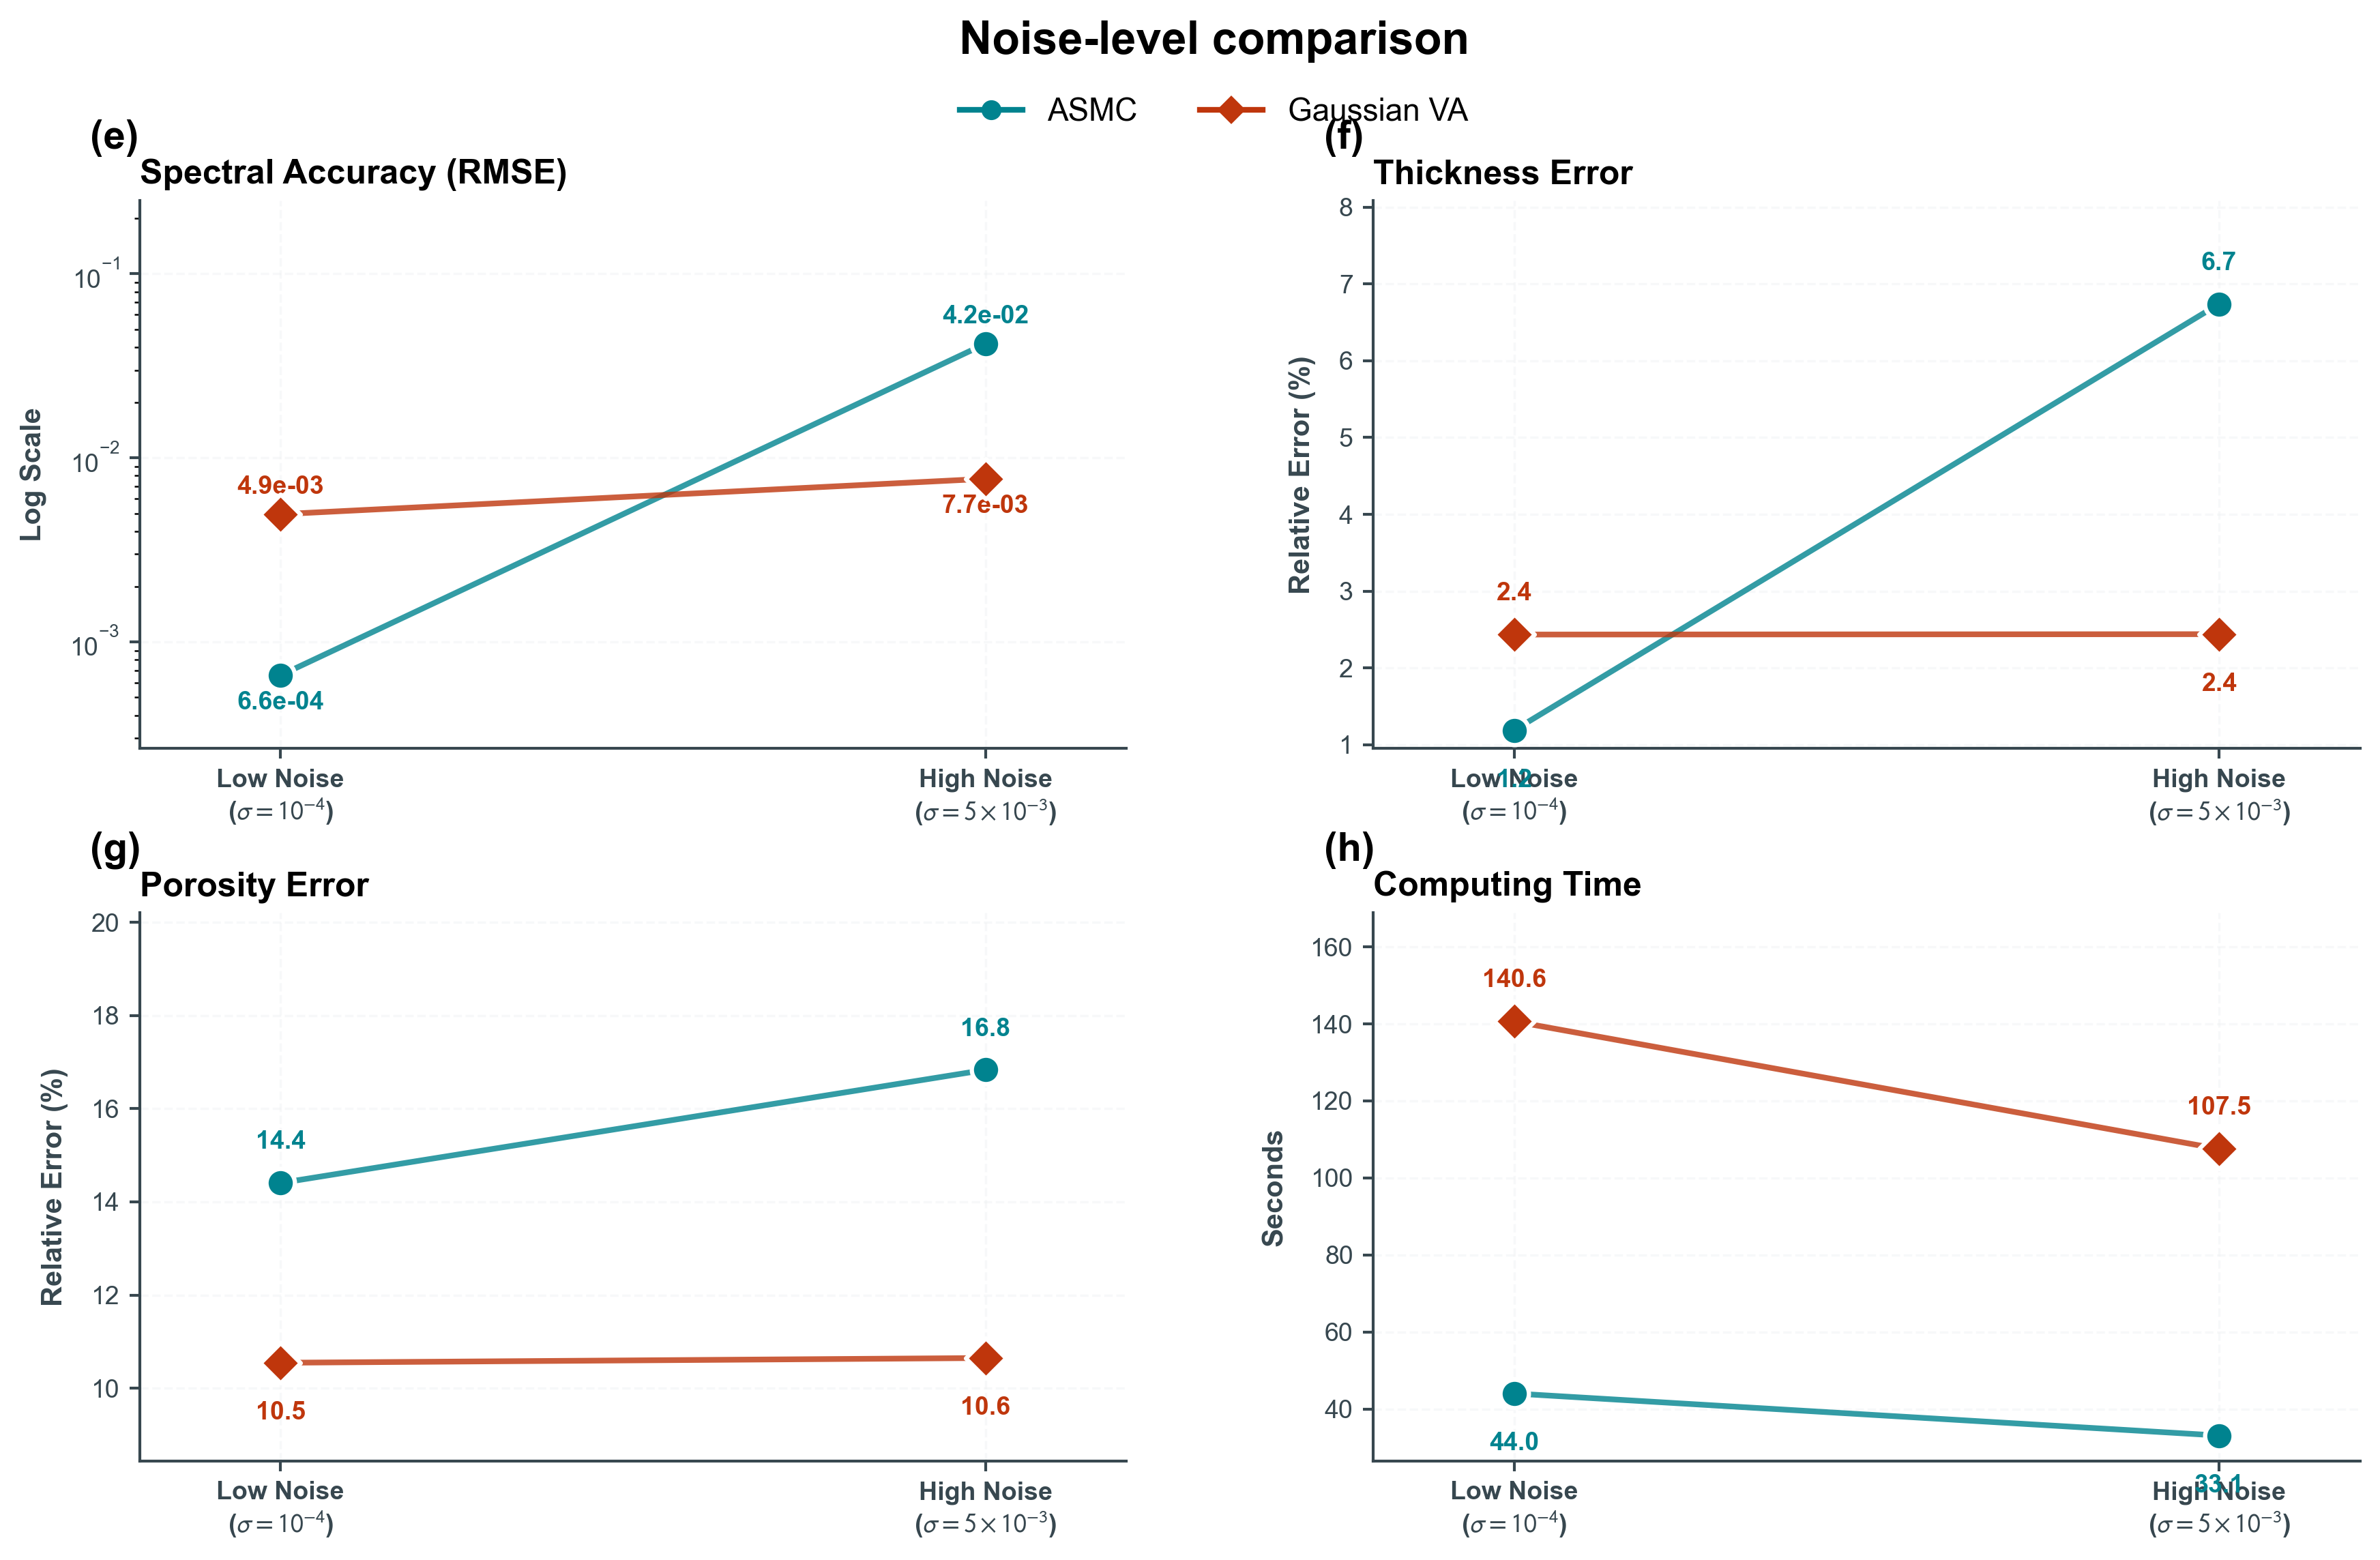 Noise-level comparison
ASMC
Gaussian VA
(e)
Spectral Accuracy (RMSE)
Log Scale
10⁻¹
10⁻²
10⁻³
4.2e-02
4.9e-03
7.7e-03
6.6e-04
Low Noise
(σ = 10⁻⁴)
High Noise
(σ = 5 × 10⁻³)
(f)
Thickness Error
Relative Error (%)
8
7
6
5
4
3
2
1
6.7
2.4
2.4
1.2
Low Noise
(σ = 10⁻⁴)
High Noise
(σ = 5 × 10⁻³)
(g)
Porosity Error
Relative Error (%)
20
18
16
14
12
10
16.8
14.4
10.5
10.6
Low Noise
(σ = 10⁻⁴)
High Noise
(σ = 5 × 10⁻³)
(h)
Computing Time
Seconds
160
140
120
100
80
60
40
140.6
107.5
44.0
33.1
Low Noise
(σ = 10⁻⁴)
High Noise
(σ = 5 × 10⁻³)